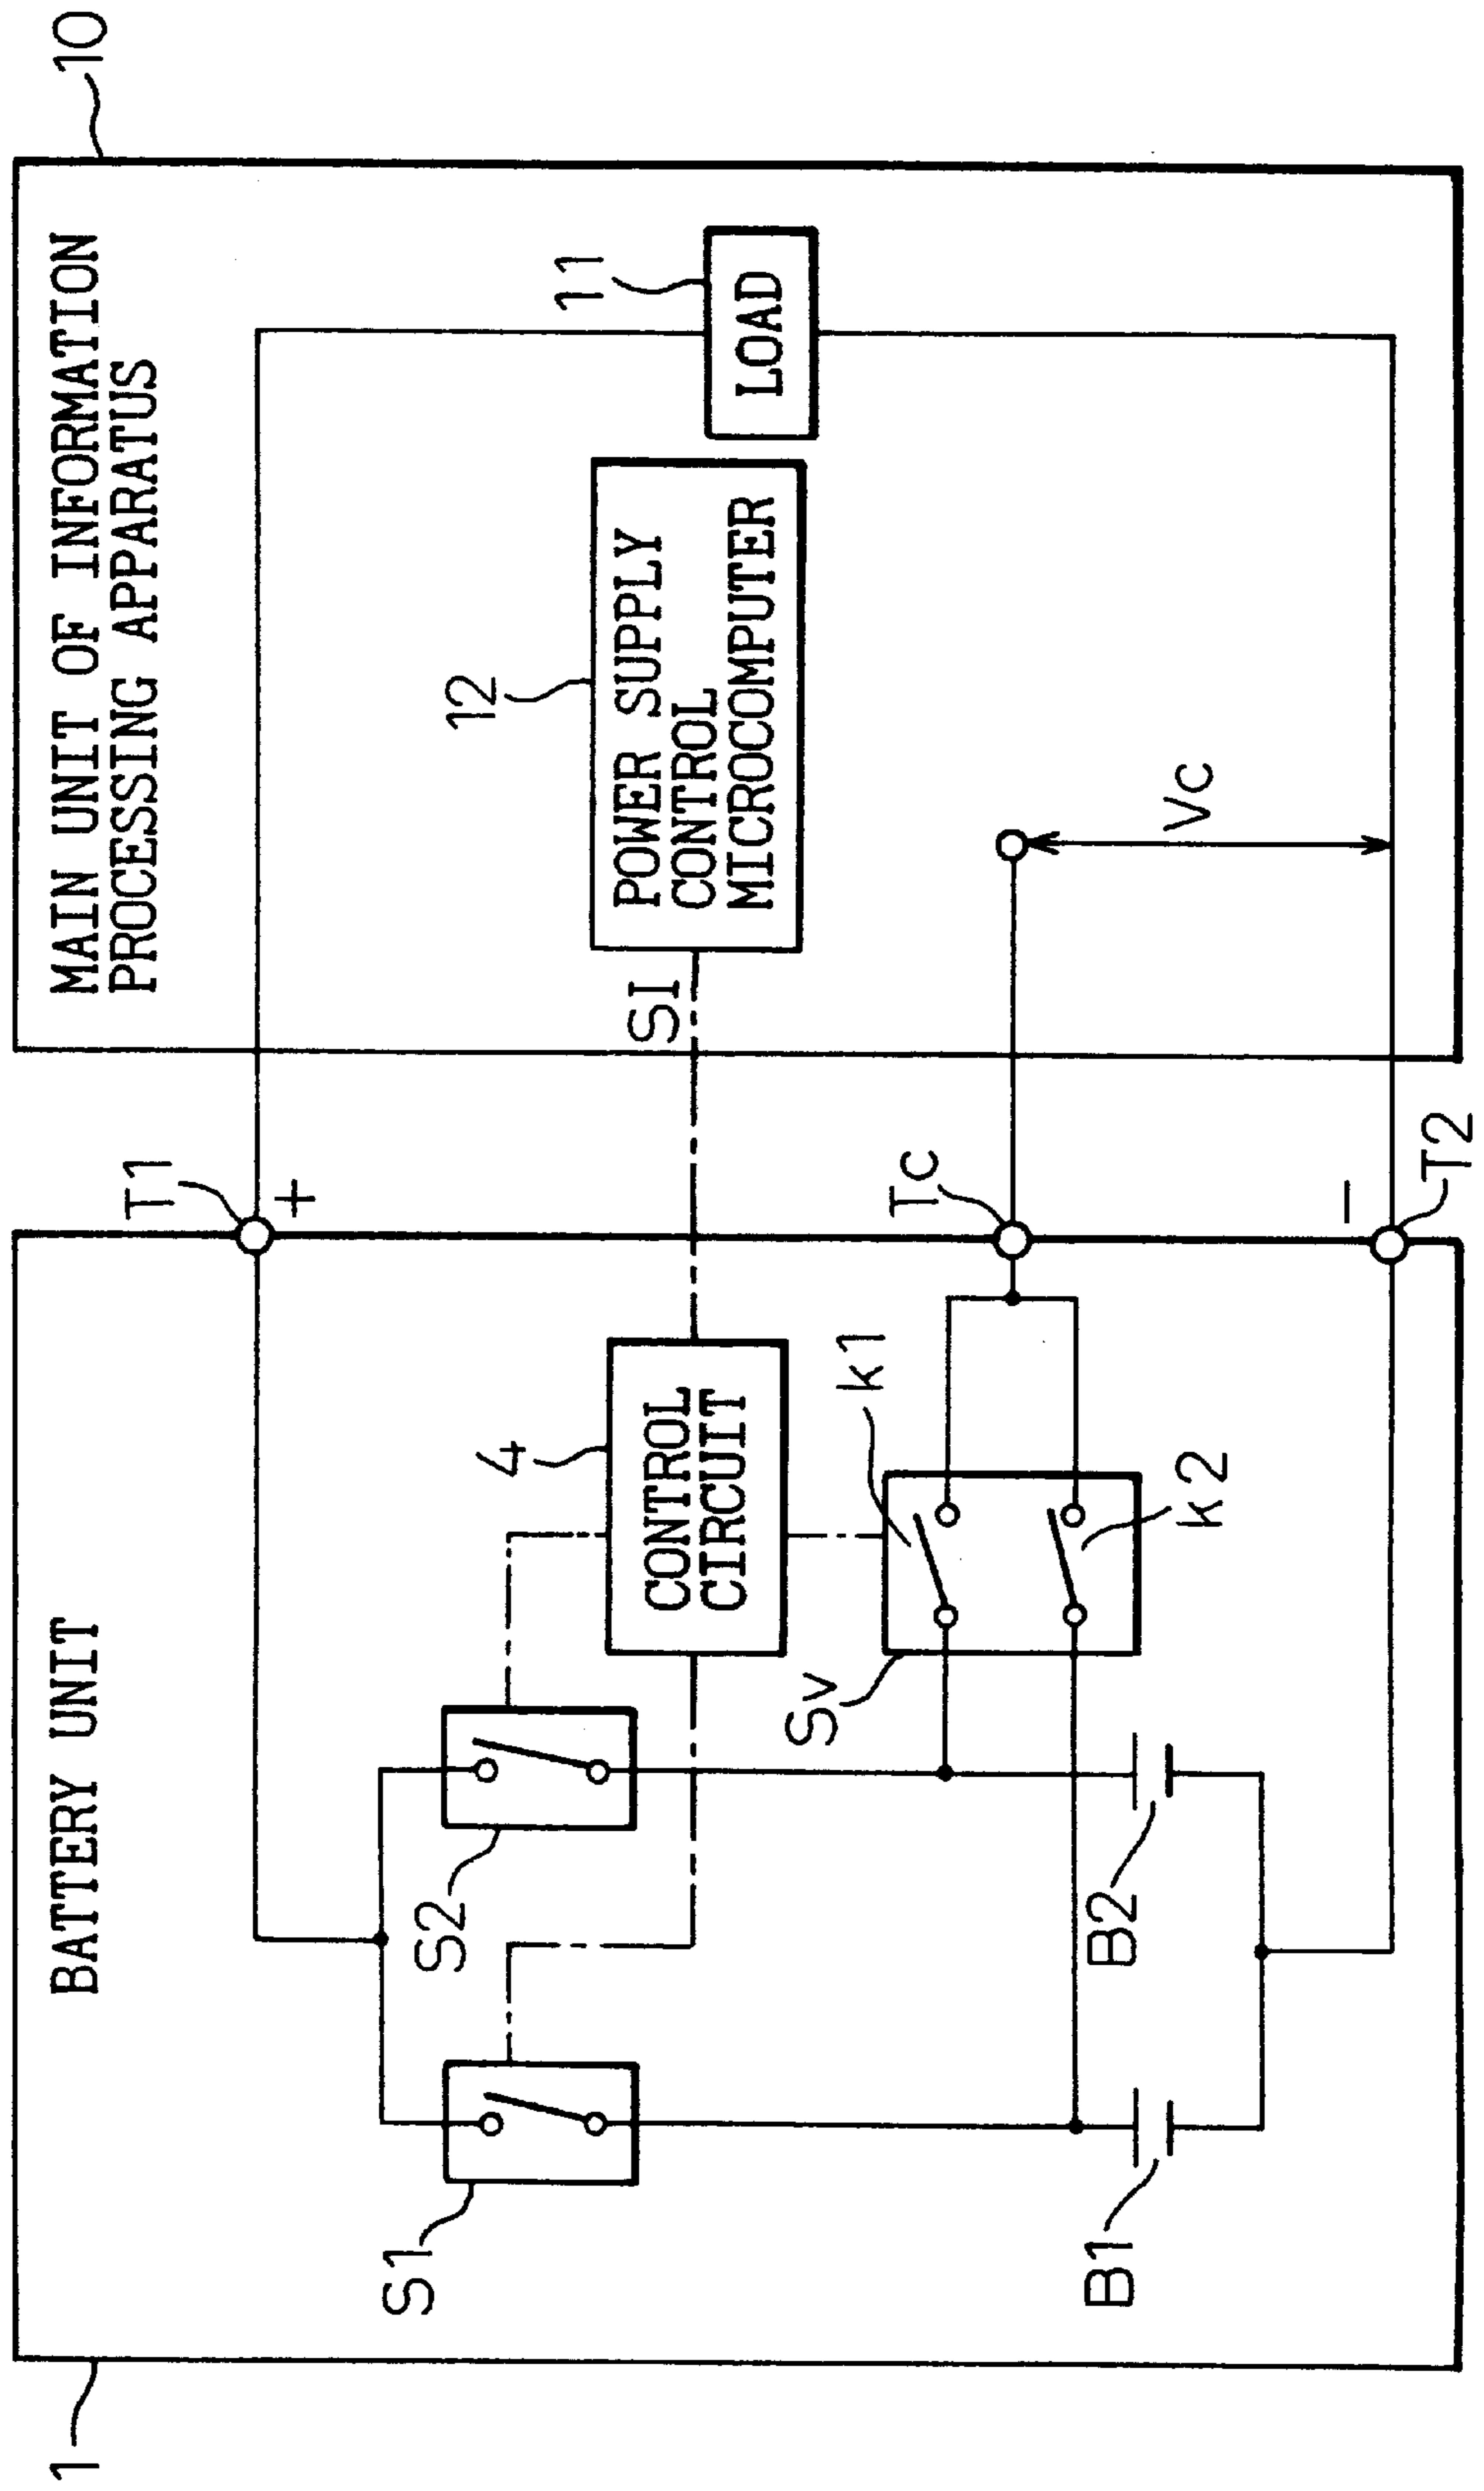 1
BATTERY UNIT
S1
S2
4
CONTROL
CIRCUIT
B1
B2
Sv
k1
k2
T1
+
Tc
−
T2
10
MAIN UNIT OF INFORMATION
PROCESSING APPARATUS
SI
12
POWER SUPPLY
CONTROL
MICROCOMPUTER
11
LOAD
Vc